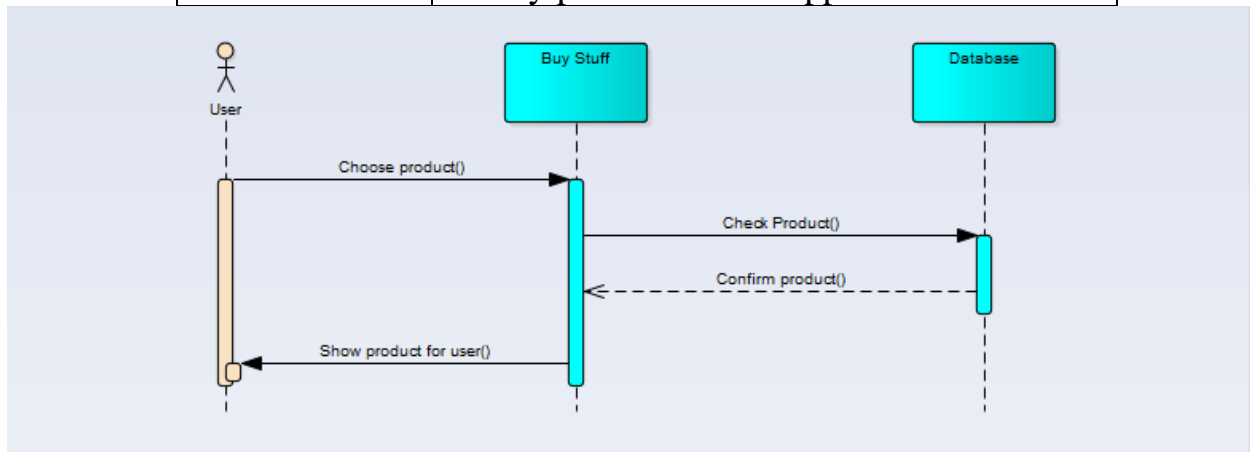 Buy Stuff
Database
User
Choose product()
Check Product()
Confirm product()
Show product for user()